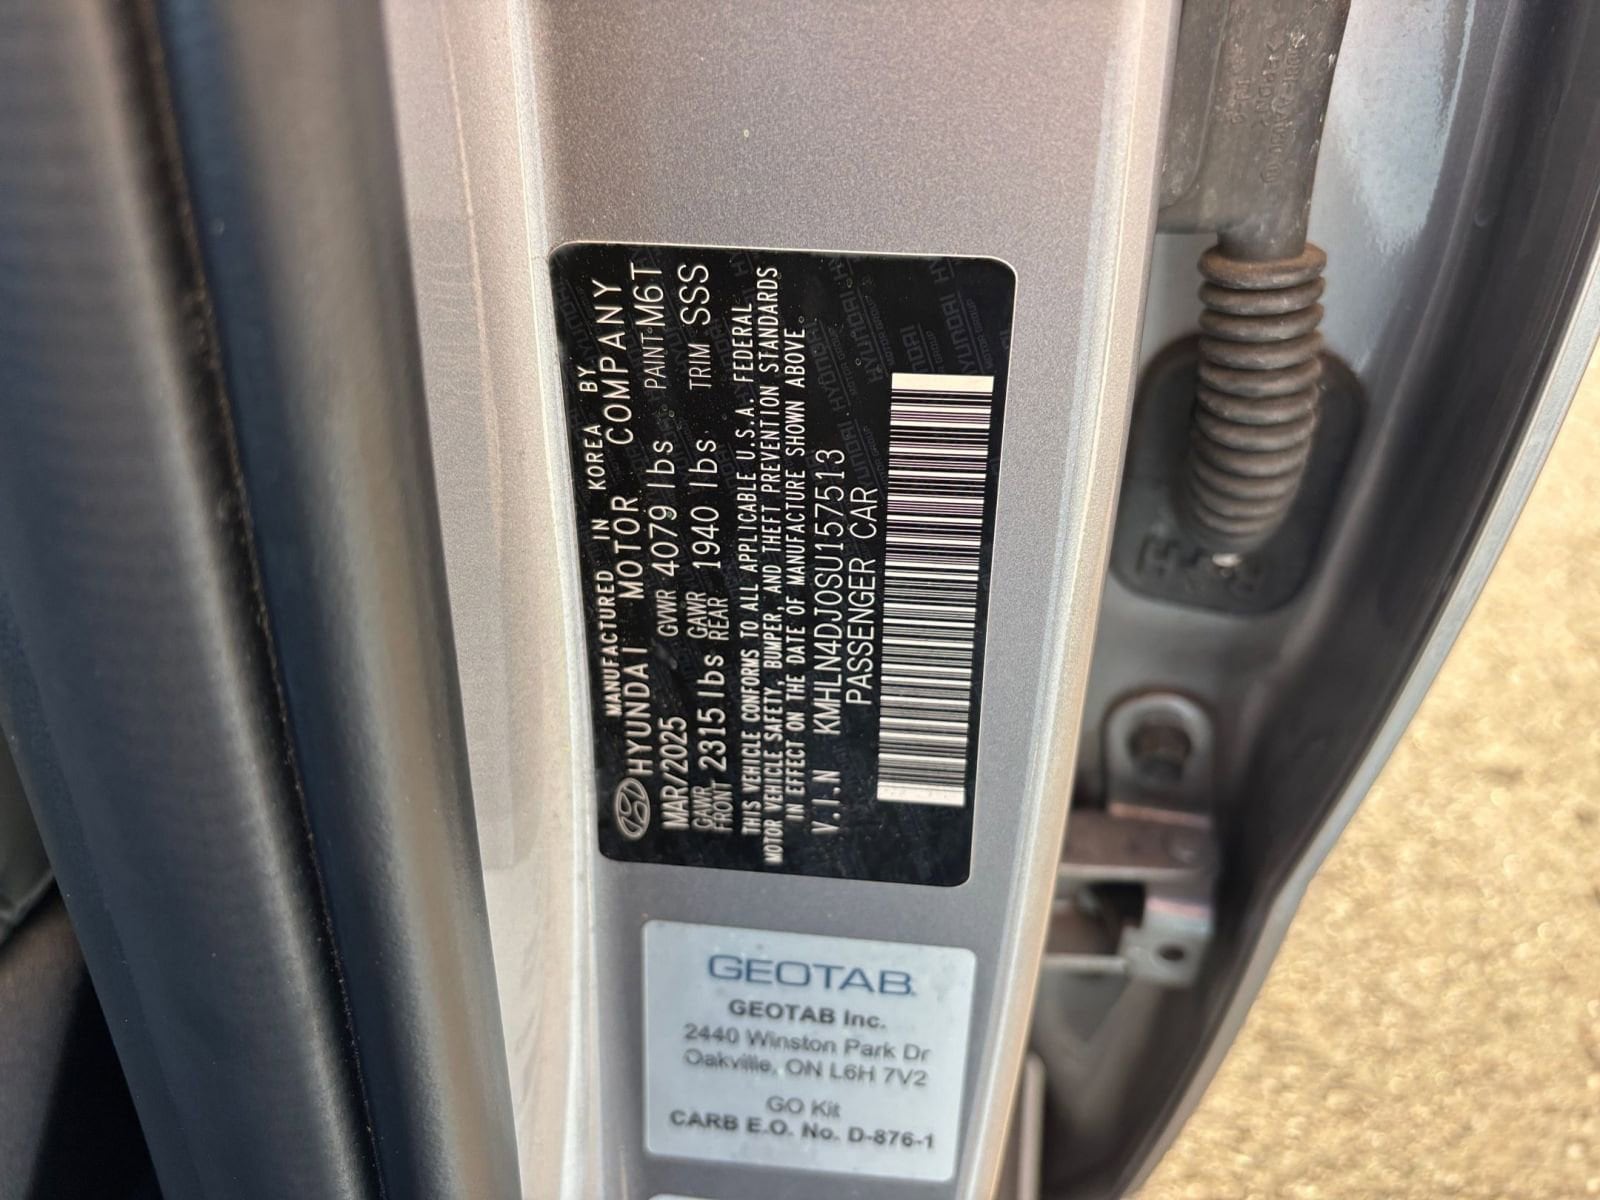 MANUFACTURED IN KOREA BY
HYUNDAI MOTOR COMPANY
MAR/2025 GVWR 4079 lbs PAINT M6T
GAWR FRONT 2315 lbs GAWR REAR 1940 lbs TRIM SSS
THIS VEHICLE CONFORMS TO ALL APPLICABLE U.S.A. FEDERAL
MOTOR VEHICLE SAFETY, BUMPER, AND THEFT PREVENTION STANDARDS
IN EFFECT ON THE DATE OF MANUFACTURE SHOWN ABOVE.
V.I.N KMHLN4DJ0SU157513
PASSENGER CAR
GEOTAB
GEOTAB Inc.
2440 Winston Park Dr
Oakville, ON L6H 7V2
GO Kit
CARB E.O. No. D-876-1